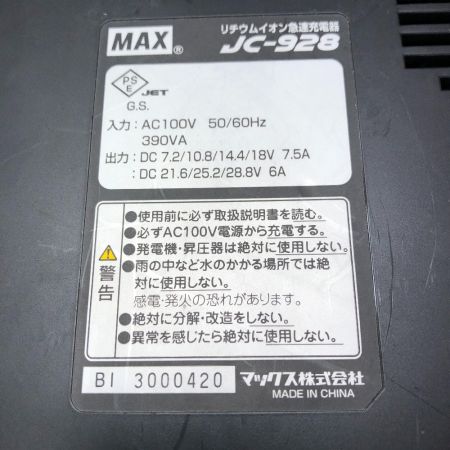 MAX®
リチウムイオン急速充電器
JC-928
PSE JET
G.S.
入力：AC100V 50/60Hz
390VA
出力：DC 7.2/10.8/14.4/18V 7.5A
：DC 21.6/25.2/28.8V 6A
警告
●使用前に必ず取扱説明書を読む。
●必ずAC100V電源から充電する。
●発電機・昇圧器は絶対に使用しない。
●雨の中など水のかかる場所では絶
対に使用しない。
感電・発火の恐れがあります。
●絶対に分解・改造をしない。
●異常を感じたら絶対に使用しない。
BI 3000420
マックス株式会社
MADE IN CHINA